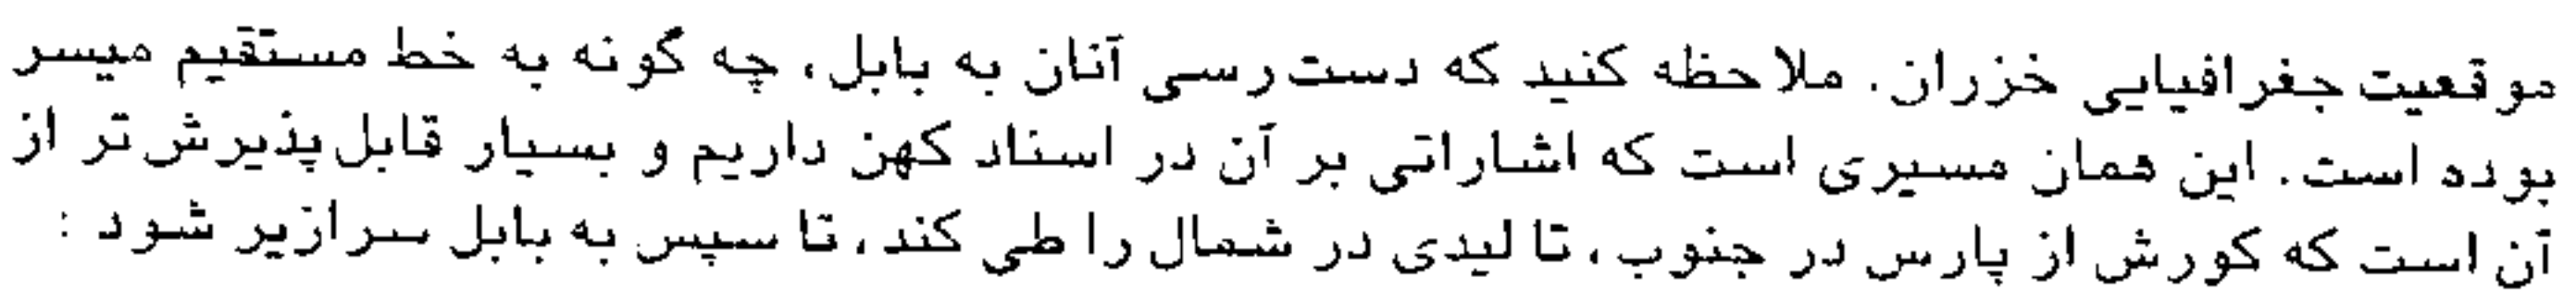 موقعیت جغرافیایی خزران. ملاحظه کنید که دست‌رسی آنان به بابل، چه گونه به خط مستقیم میسر
بوده است. این همان مسیری است که اشاراتی بر آن در اسناد کهن داریم و بسیار قابل‌پذیرش‌تر از
آن است که کورش از پارس در جنوب، تا لیدی در شمال را طی کند، تا سپس به بابل سرازیر شود :